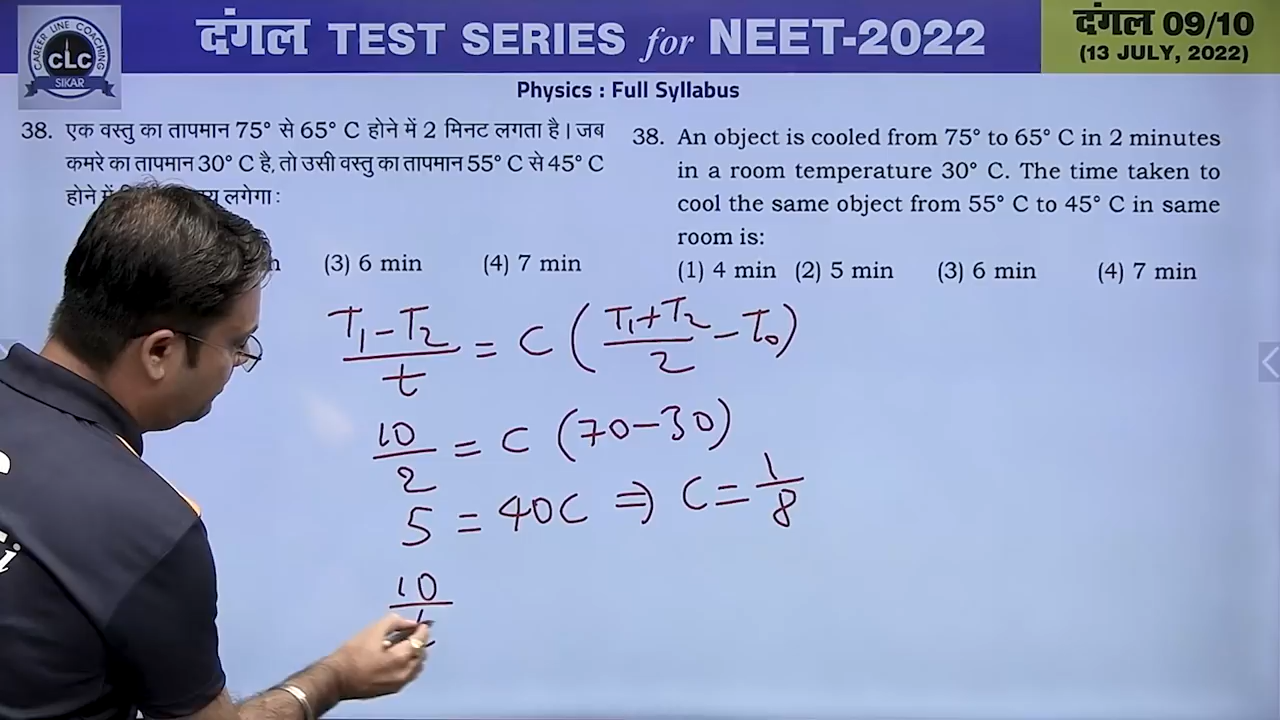 CAREER LINE COACHING
CLC
SIKAR
दंगल TEST SERIES for NEET-2022
दंगल 09/10
(13 JULY, 2022)
Physics : Full Syllabus
38. एक वस्तु का तापमान 75° से 65° C होने में 2 मिनट लगता है। जब
कमरे का तापमान 30° C है, तो उसी वस्तु का तापमान 55° C से 45° C
होने में लगेगा :
(3) 6 min (4) 7 min
38. An object is cooled from 75° to 65° C in 2 minutes
in a room temperature 30° C. The time taken to
cool the same object from 55° C to 45° C in same
room is:
(1) 4 min (2) 5 min (3) 6 min (4) 7 min
T₁-T₂/t = C (T₁+T₂/2 - T₀)
10/2 = C (70-30)
5 = 40C ⇒ C = 1/8
10